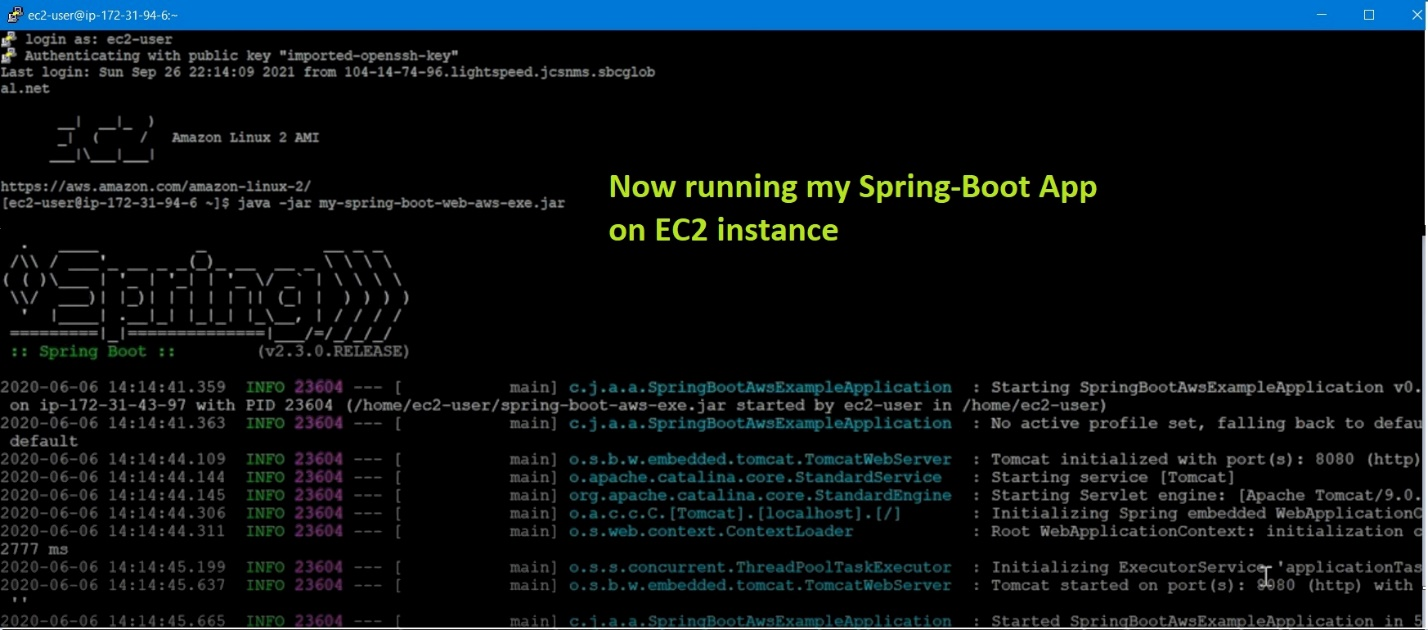 ec2-user@ip-172-31-94-6:~
login as: ec2-user
Authenticating with public key "imported-openssh-key"
Last login: Sun Sep 26 22:14:09 2021 from 104-14-74-96.lightspeed.jcsnms.sbcglob
al.net
Amazon Linux 2 AMI
https://aws.amazon.com/amazon-linux-2/
[ec2-user@ip-172-31-94-6 ~]$ java -jar my-spring-boot-web-aws-exe.jar
Now running my Spring-Boot App
on EC2 instance
:: Spring Boot ::        (v2.3.0.RELEASE)
2020-06-06 14:14:41.359  INFO 23604 --- [           main] c.j.a.a.SpringBootAwsExampleApplication  : Starting SpringBootAwsExampleApplication v0.
on ip-172-31-43-97 with PID 23604 (/home/ec2-user/spring-boot-aws-exe.jar started by ec2-user in /home/ec2-user)
2020-06-06 14:14:41.363  INFO 23604 --- [           main] c.j.a.a.SpringBootAwsExampleApplication  : No active profile set, falling back to defau
default
2020-06-06 14:14:44.109  INFO 23604 --- [           main] o.s.b.w.embedded.tomcat.TomcatWebServer  : Tomcat initialized with port(s): 8080 (http)
2020-06-06 14:14:44.144  INFO 23604 --- [           main] o.apache.catalina.core.StandardService   : Starting service [Tomcat]
2020-06-06 14:14:44.145  INFO 23604 --- [           main] org.apache.catalina.core.StandardEngine  : Starting Servlet engine: [Apache Tomcat/9.0.
2020-06-06 14:14:44.306  INFO 23604 --- [           main] o.a.c.c.C.[Tomcat].[localhost].[/]       : Initializing Spring embedded WebApplicationC
2020-06-06 14:14:44.311  INFO 23604 --- [           main] o.s.web.context.ContextLoader            : Root WebApplicationContext: initialization c
2777 ms
2020-06-06 14:14:45.199  INFO 23604 --- [           main] o.s.s.concurrent.ThreadPoolTaskExecutor  : Initializing ExecutorService 'applicationTas
2020-06-06 14:14:45.637  INFO 23604 --- [           main] o.s.b.w.embedded.tomcat.TomcatWebServer  : Tomcat started on port(s): 8080 (http) with
''
2020-06-06 14:14:45.665  INFO 23604 --- [           main] c.j.a.a.SpringBootAwsExampleApplication  : Started SpringBootAwsExampleApplication in 5